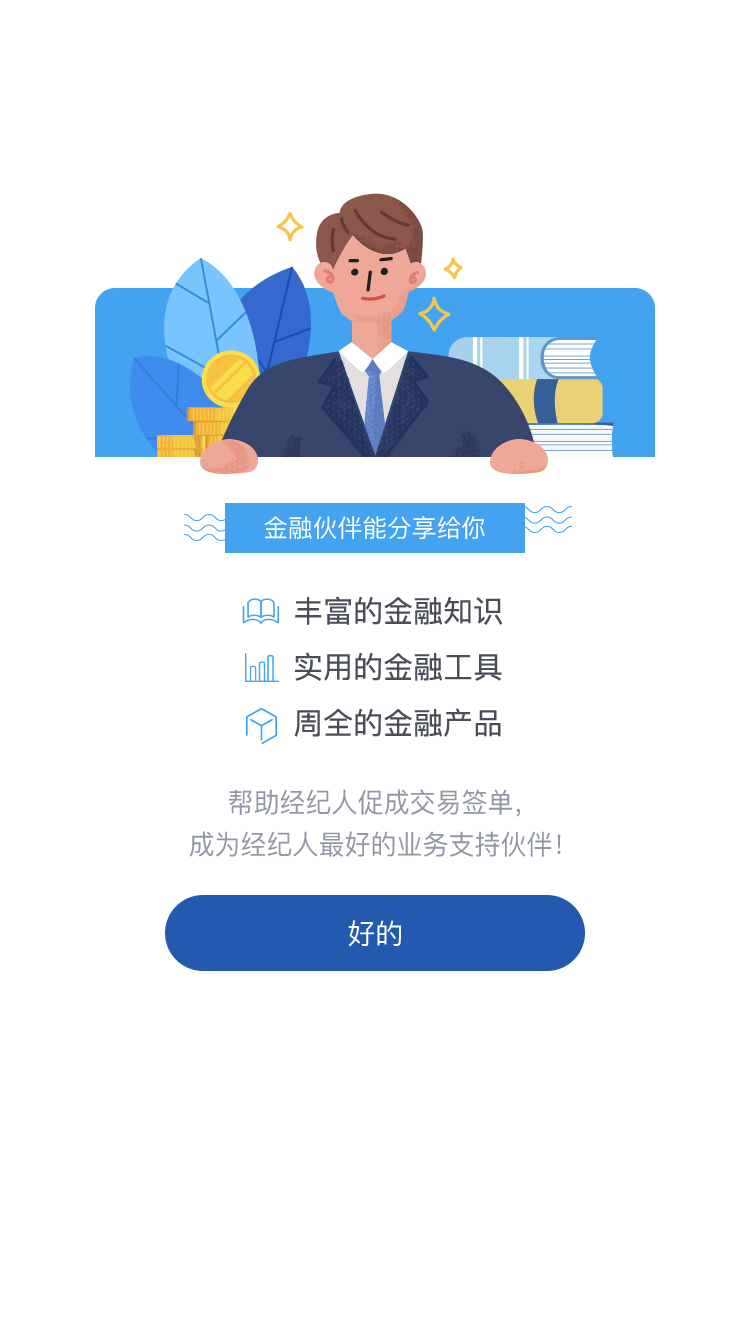 金融伙伴能分享给你
丰富的金融知识
实用的金融工具
周全的金融产品
帮助经纪人促成交易签单,
成为经纪人最好的业务支持伙伴!
好的